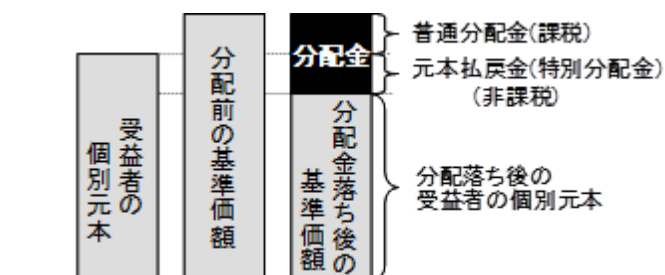 受益者の
個別元本
分配前の基準価額
分配金
分配金落ち後の
基準価額
普通分配金(課税)
元本払戻金(特別分配金)
(非課税)
分配落ち後の
受益者の個別元本